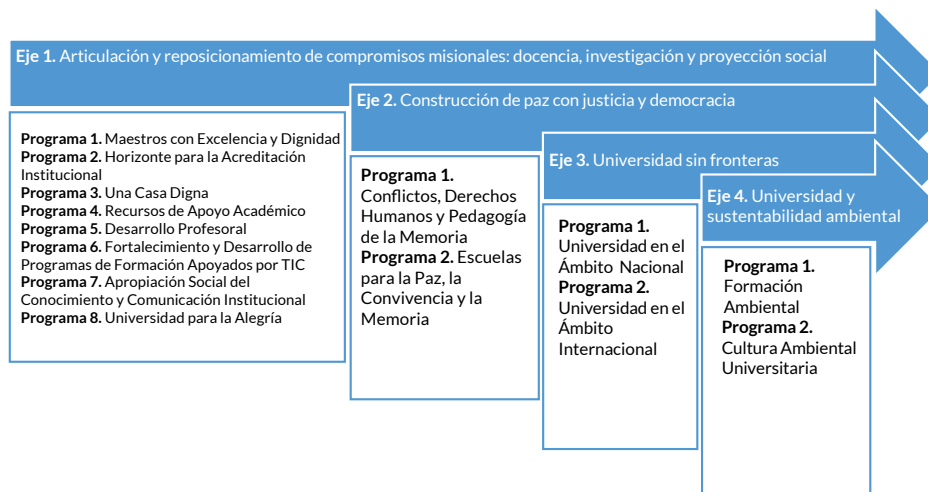 Eje 1. Articulación y reposicionamiento de compromisos misionales: docencia, investigación y proyección social
Programa 1. Maestros con Excelencia y Dignidad
Programa 2. Horizonte para la Acreditación
Institucional
Programa 3. Una Casa Digna
Programa 4. Recursos de Apoyo Académico
Programa 5. Desarrollo Profesoral
Programa 6. Fortalecimiento y Desarrollo de
Programas de Formación Apoyados por TIC
Programa 7. Apropiación Social del
Conocimiento y Comunicación Institucional
Programa 8. Universidad para la Alegría
Eje 2. Construcción de paz con justicia y democracia
Programa 1.
Conflictos, Derechos
Humanos y Pedagogía
de la Memoria
Programa 2. Escuelas
para la Paz, la
Convivencia y la
Memoria
Eje 3. Universidad sin fronteras
Programa 1.
Universidad en el
Ámbito Nacional
Programa 2.
Universidad en el
Ámbito
Internacional
Eje 4. Universidad y
sustentabilidad ambiental
Programa 1.
Formación
Ambiental
Programa 2.
Cultura Ambiental
Universitaria